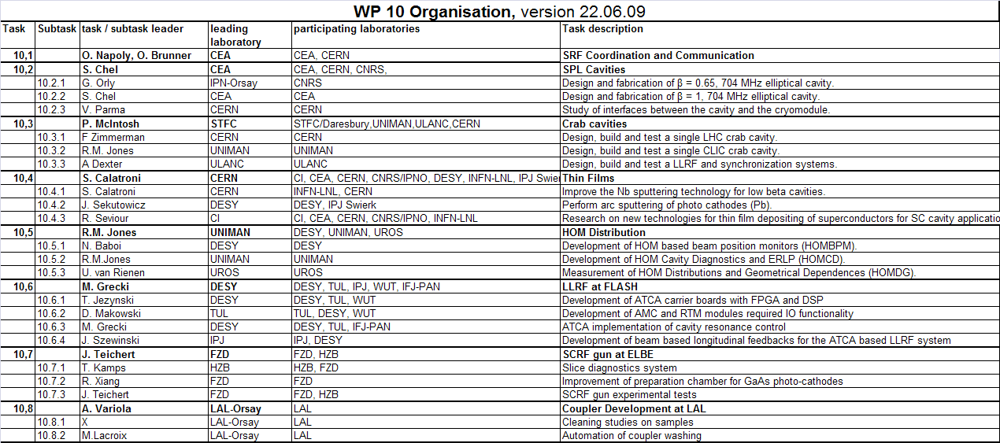 WP 10 Organisation, version 22.06.09
Task Subtask task / subtask leader leading laboratory participating laboratories Task description
10,1 O. Napoly, O. Brunner CEA CEA, CERN SRF Coordination and Communication
10,2 S. Chel CEA CEA, CERN, CNRS, SPL Cavities
10.2.1 G. Orly IPN-Orsay CNRS Design and fabrication of β = 0.65, 704 MHz elliptical cavity.
10.2.2 S. Chel CEA CEA Design and fabrication of β = 1, 704 MHz elliptical cavity.
10.2.3 V. Parma CERN CERN Study of interfaces between the cavity and the cryomodule.
10,3 P. McIntosh STFC STFC/Daresbury,UNIMAN,ULANC,CERN Crab cavities
10.3.1 F Zimmerman CERN CERN Design, build and test a single LHC crab cavity.
10.3.2 R.M. Jones UNIMAN UNIMAN Design, build and test a single CLIC crab cavity.
10.3.3 A Dexter ULANC ULANC Design, build and test a LLRF and synchronization systems.
10,4 S. Calatroni CERN CI, CEA, CERN, CNRS/IPNO, DESY, INFN-LNL, IPJ Swier Thin Films
10.4.1 S. Calatroni CERN INFN-LNL, CERN Improve the Nb sputtering technology for low beta cavities.
10.4.2 J. Sekutowicz DESY DESY, IPJ Swierk Perform arc sputtering of photo cathodes (Pb).
10.4.3 R. Seviour CI CI, CEA, CERN, CNRS/IPNO, INFN-LNL Research on new technologies for thin film depositing of superconductors for SC cavity applicatio
10,5 R.M. Jones UNIMAN DESY, UNIMAN, UROS HOM Distribution
10.5.1 N. Baboi DESY DESY Development of HOM based beam position monitors (HOMBPM).
10.5.2 R.M.Jones UNIMAN UNIMAN Development of HOM Cavity Diagnostics and ERLP (HOMCD).
10.5.3 U. van Rienen UROS UROS Measurement of HOM Distributions and Geometrical Dependences (HOMDG).
10,6 M. Grecki DESY DESY, TUL, IPJ, WUT, IFJ-PAN LLRF at FLASH
10.6.1 T. Jezynski DESY DESY, TUL, WUT Development of ATCA carrier boards with FPGA and DSP
10.6.2 D. Makowski TUL TUL, DESY, WUT Development of AMC and RTM modules required IO functionality
10.6.3 M. Grecki DESY DESY, TUL, IFJ-PAN ATCA implementation of cavity resonance control
10.6.4 J. Szewinski IPJ IPJ, DESY Development of beam based longitudinal feedbacks for the ATCA based LLRF system
10,7 J. Teichert FZD FZD, HZB SCRF gun at ELBE
10.7.1 T. Kamps HZB HZB, FZD Slice diagnostics system
10.7.2 R. Xiang FZD FZD Improvement of preparation chamber for GaAs photo-cathodes
10.7.3 J. Teichert FZD FZD, HZB SCRF gun experimental tests
10,8 A. Variola LAL-Orsay LAL Coupler Development at LAL
10.8.1 X LAL-Orsay LAL Cleaning studies on samples
10.8.2 M.Lacroix LAL-Orsay LAL Automation of coupler washing